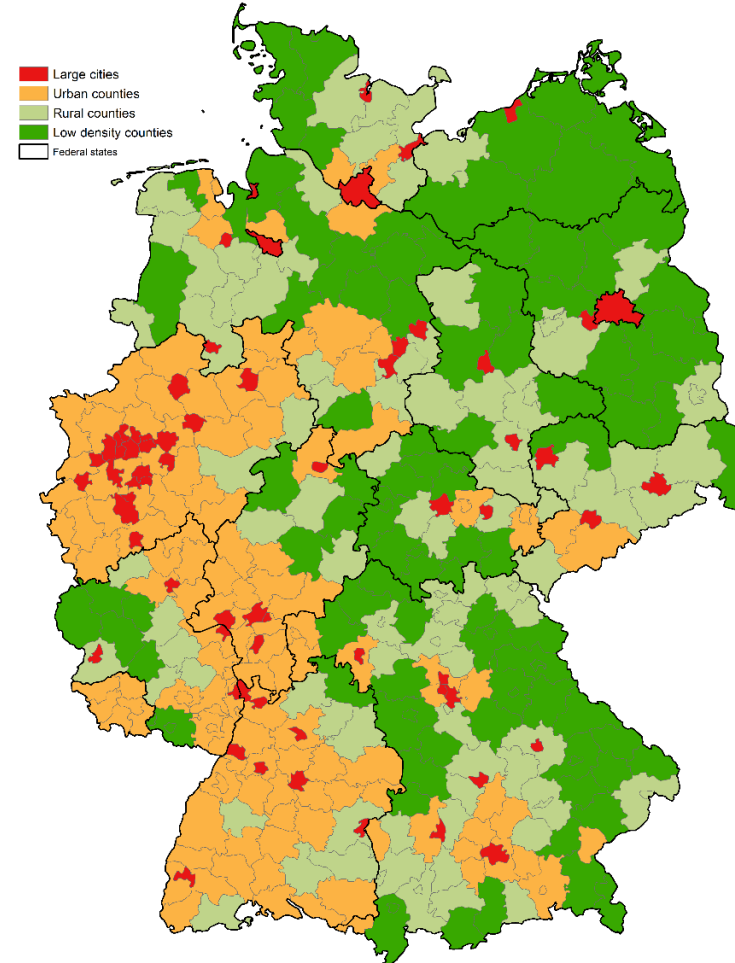 Large cities
Urban counties
Rural counties
Low density counties
Federal states